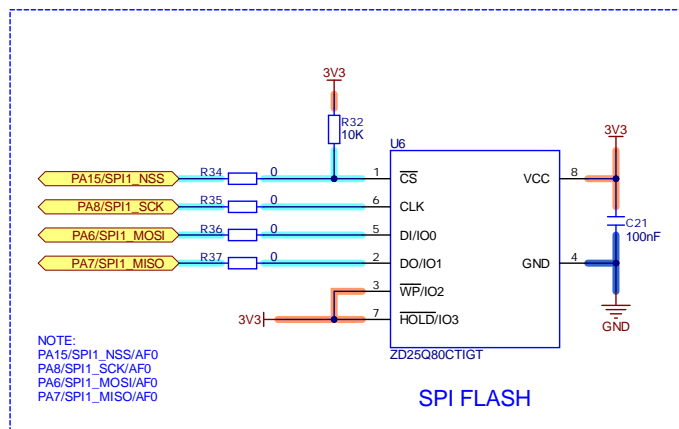 3V3
R32
10K
U6
3V3
PA15/SPI1_NSS R34 0 1 CS VCC 8
PA8/SPI1_SCK R35 0 6 CLK
C21
100nF
PA6/SPI1_MOSI R36 0 5 DI/IO0
PA7/SPI1_MISO R37 0 2 DO/IO1 GND 4
3 WP/IO2
3V3 7 HOLD/IO3
GND
ZD25Q80CTIGT
NOTE:
PA15/SPI1_NSS/AF0
PA8/SPI1_SCK/AF0
PA6/SPI1_MOSI/AF0
PA7/SPI1_MISO/AF0
SPI FLASH